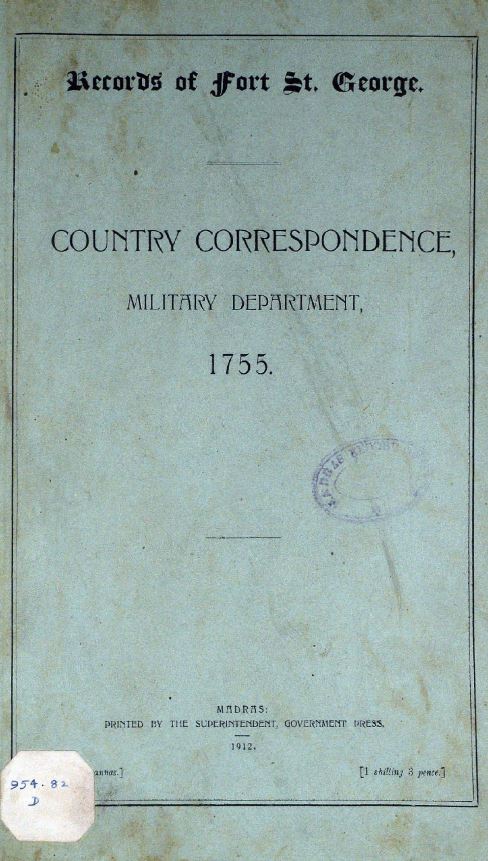 Records of Fort St. George.
COUNTRY CORRESPONDENCE,
MILITARY DEPARTMENT,
1755.
MADRAS:
PRINTED BY THE SUPERINTENDENT, GOVERNMENT PRESS.
1912.
annas.]
[1 shilling 3 pence.]
954.82
D